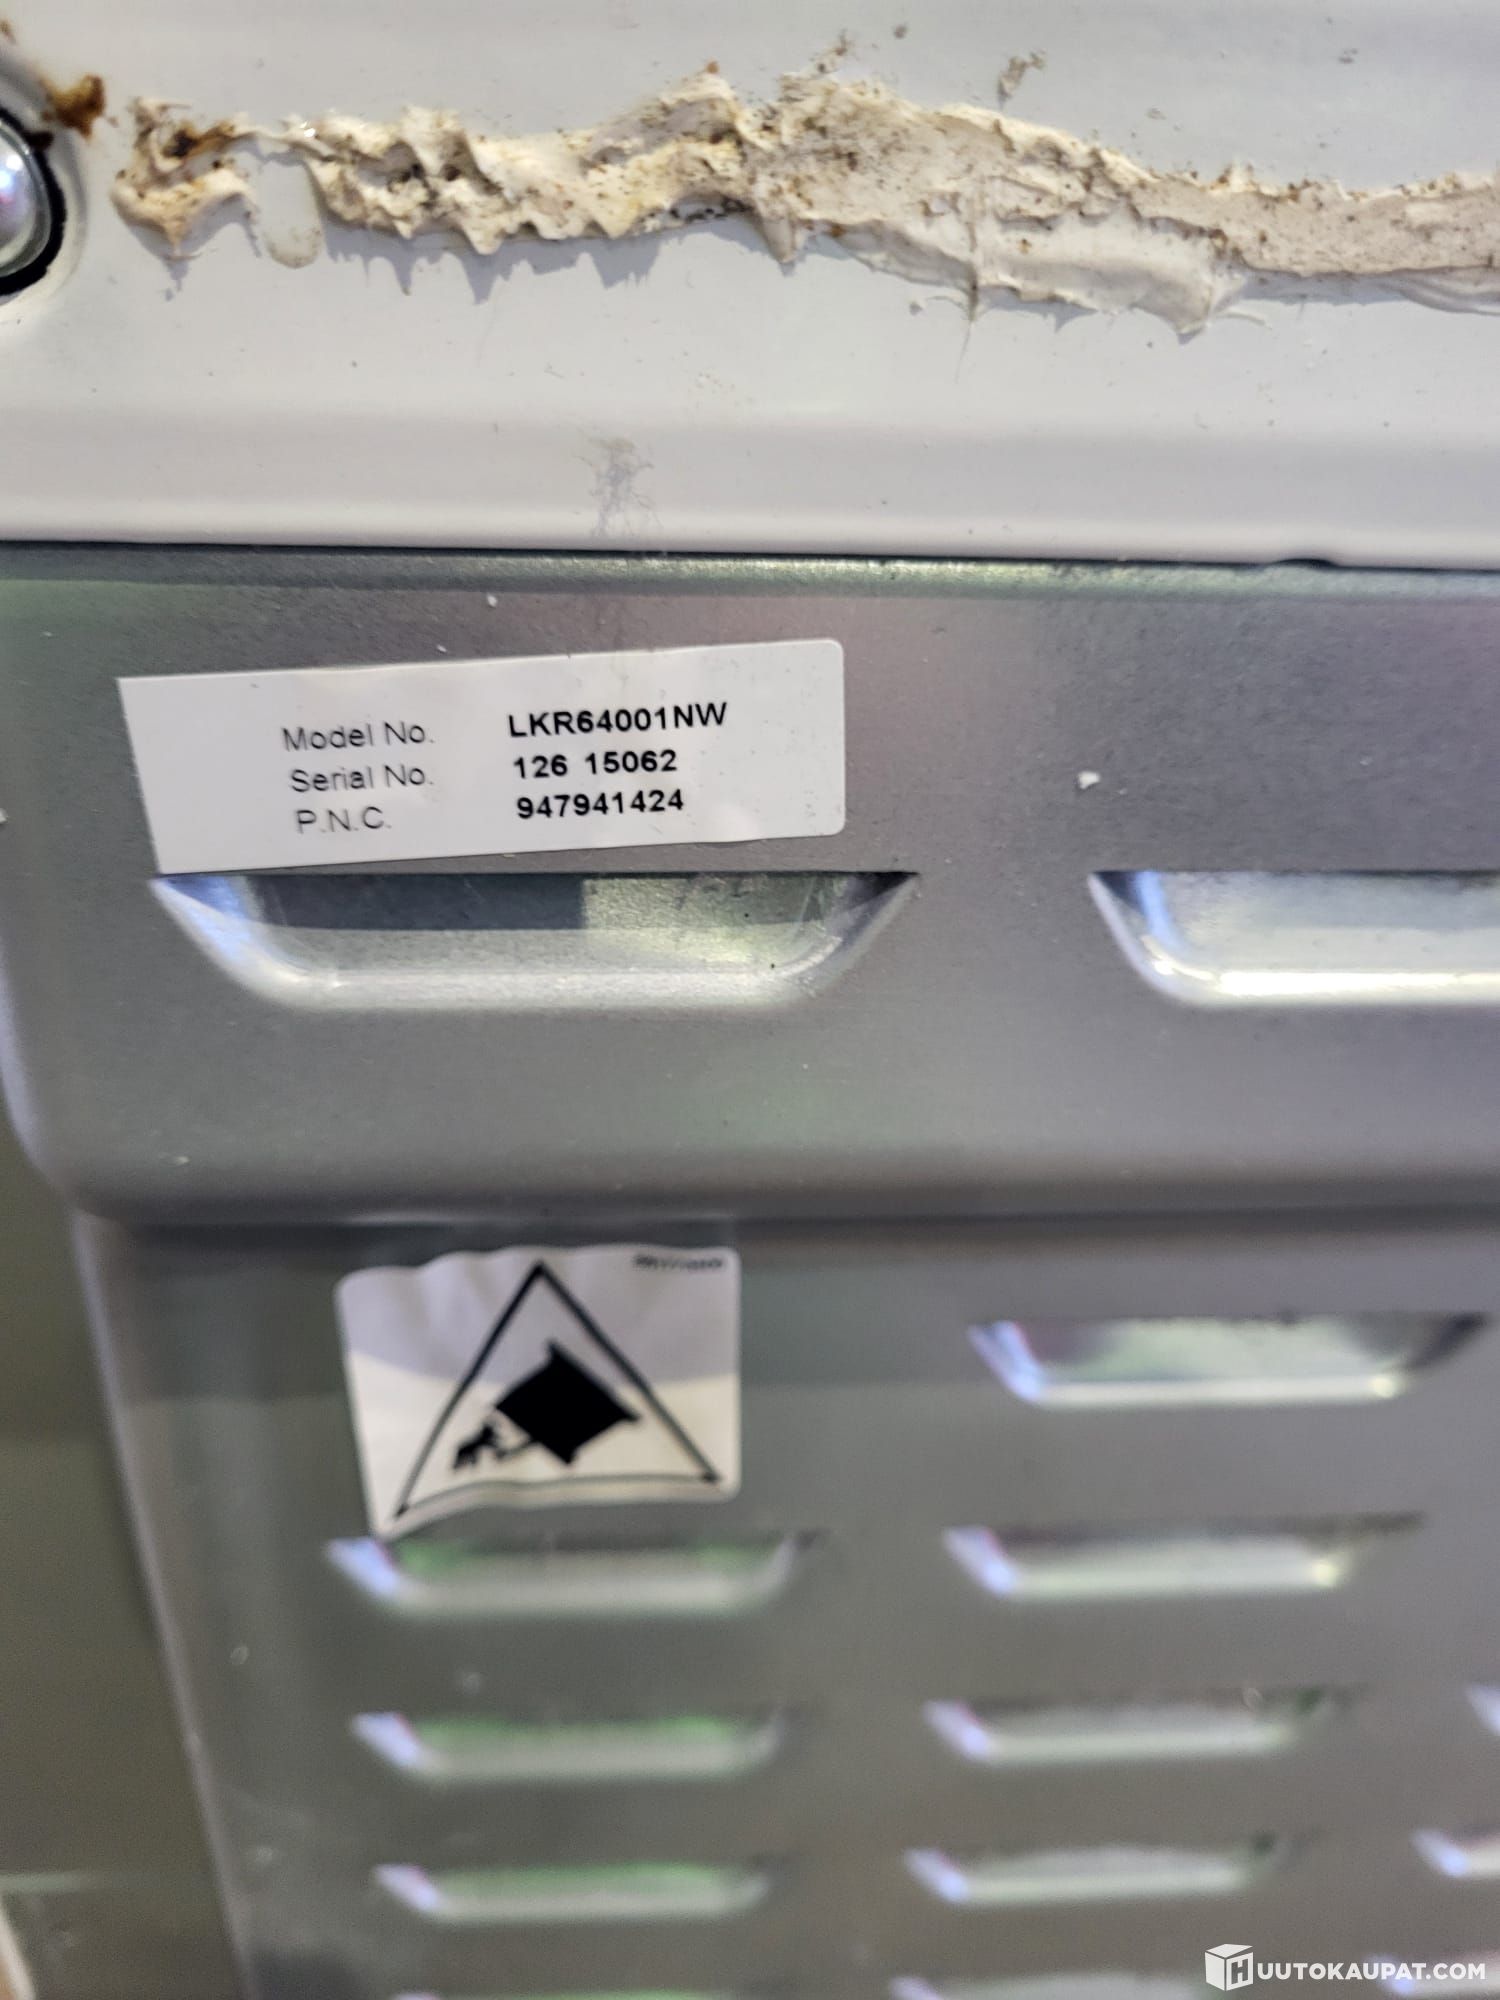 Model No. LKR64001NW
Serial No. 126 15062
P.N.C. 947941424
HUUTOKAUPAT.COM